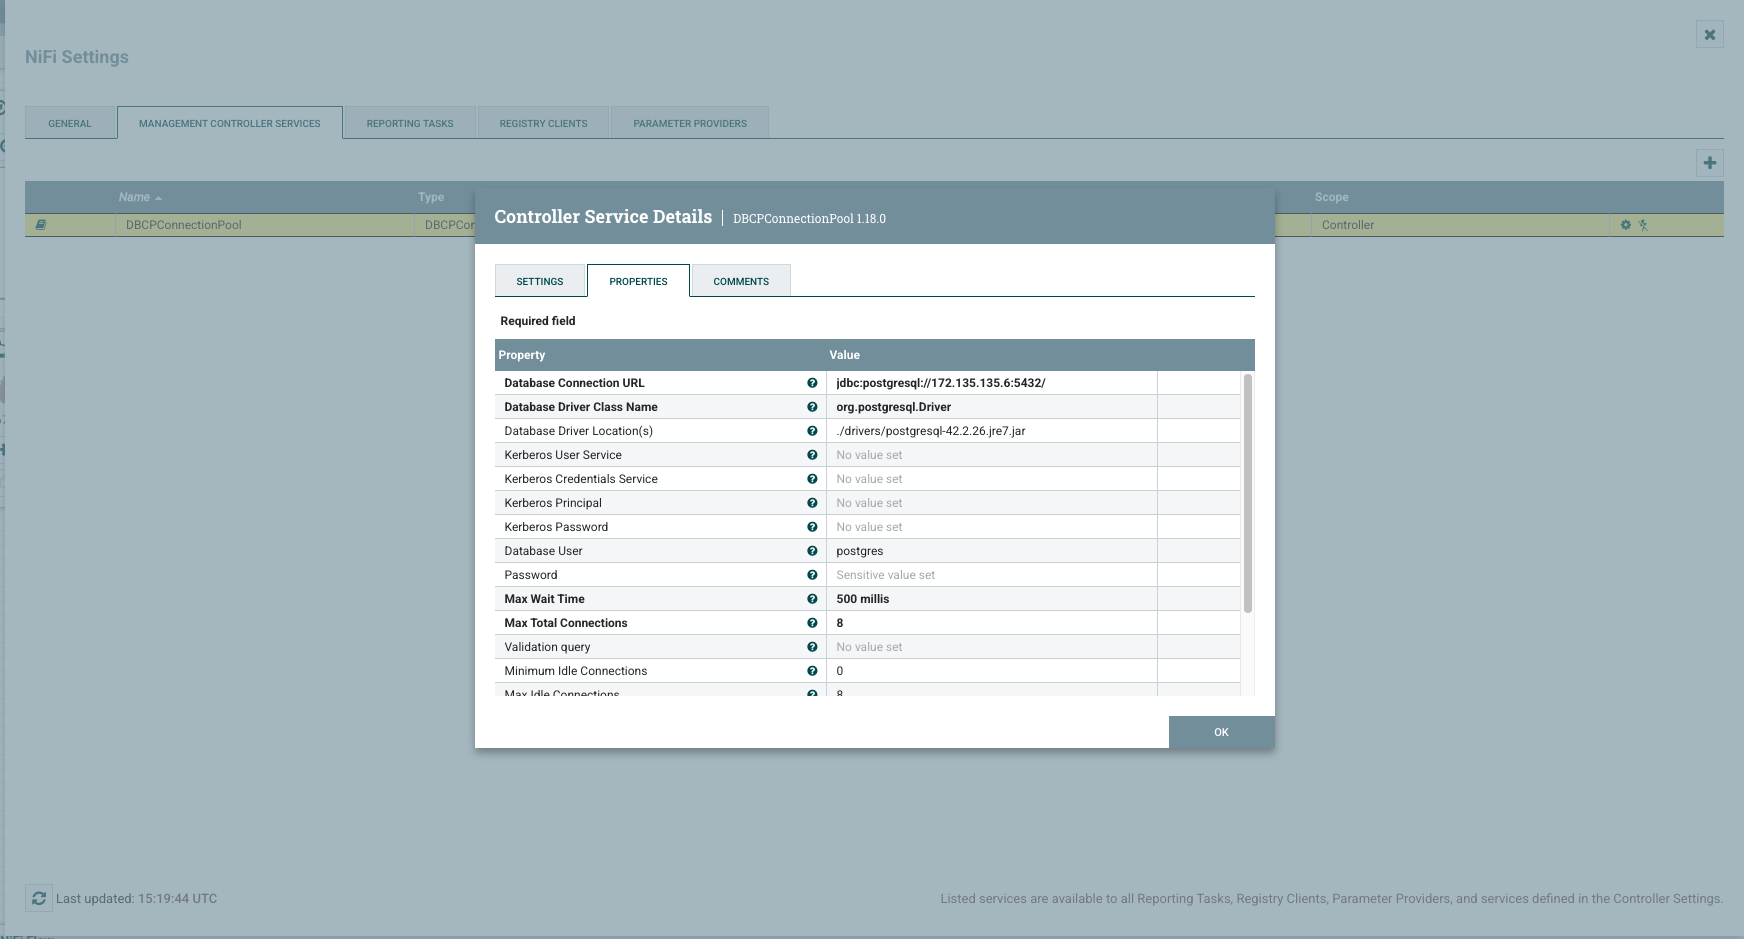 NiFi Settings
GENERAL
MANAGEMENT CONTROLLER SERVICES
REPORTING TASKS
REGISTRY CLIENTS
PARAMETER PROVIDERS
Name Type Scope
DBCPConnectionPool DBCPCor Controller
Controller Service Details | DBCPConnectionPool 1.18.0
SETTINGS
PROPERTIES
COMMENTS
Required field
Property Value
Database Connection URL jdbc:postgresql://172.135.135.6:5432/
Database Driver Class Name org.postgresql.Driver
Database Driver Location(s) ./drivers/postgresql-42.2.26.jre7.jar
Kerberos User Service No value set
Kerberos Credentials Service No value set
Kerberos Principal No value set
Kerberos Password No value set
Database User postgres
Password Sensitive value set
Max Wait Time 500 millis
Max Total Connections 8
Validation query No value set
Minimum Idle Connections 0
Max Idle Connections 8
OK
Last updated: 15:19:44 UTC
Listed services are available to all Reporting Tasks, Registry Clients, Parameter Providers, and services defined in the Controller Settings.
NiFi Flow